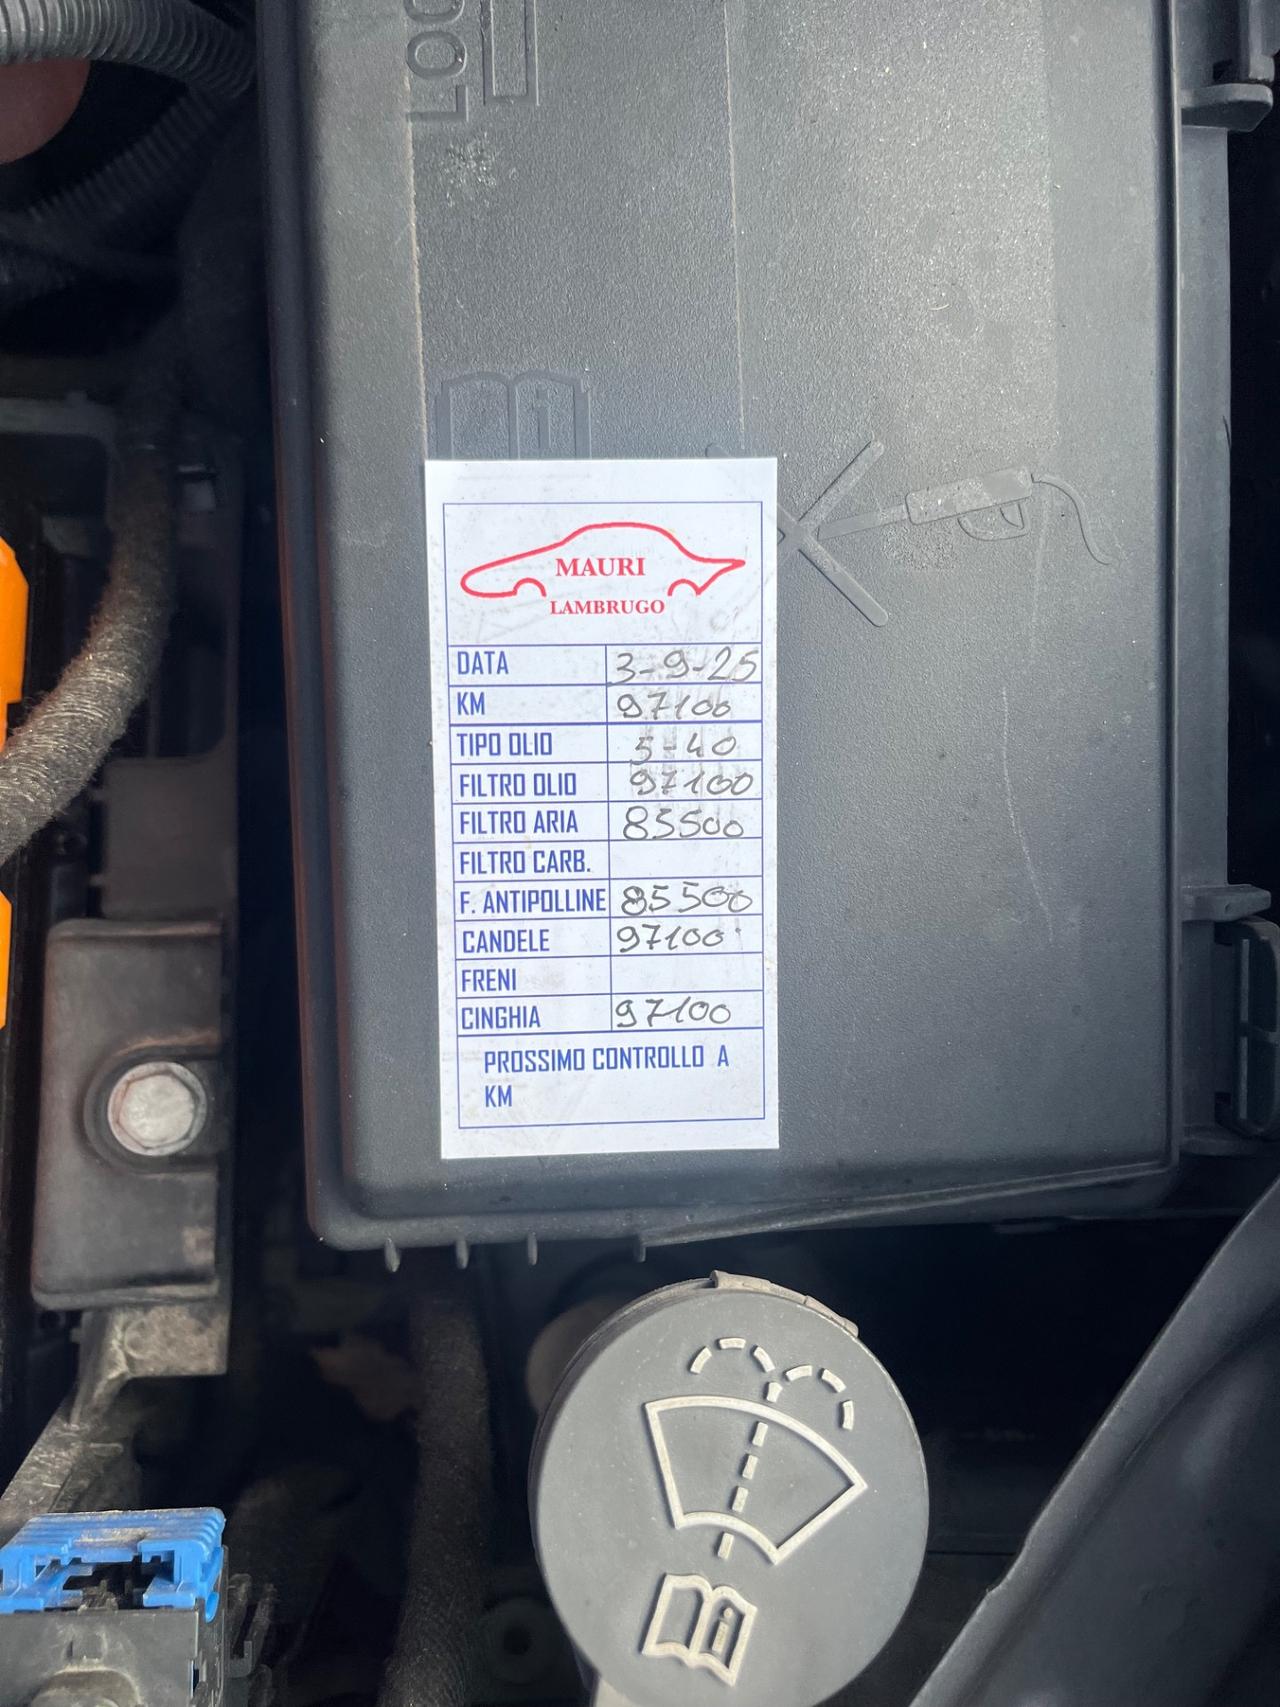 LOC
MAURI
LAMBRUGO
DATA 3-9-25
KM 97100
TIPO OLIO 5-40
FILTRO OLIO 97100
FILTRO ARIA 85500
FILTRO CARB.
F. ANTIPOLLINE 85500
CANDELE 97100
FRENI
CINGHIA 97100
PROSSIMO CONTROLLO A
KM